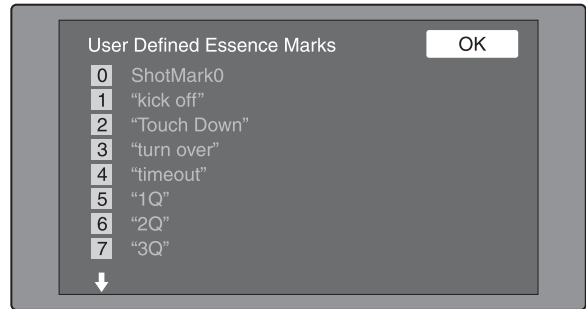 User Defined Essence Marks OK
0 ShotMark0
1 “kick off”
2 “Touch Down”
3 “turn over”
4 “timeout”
5 “1Q”
6 “2Q”
7 “3Q”